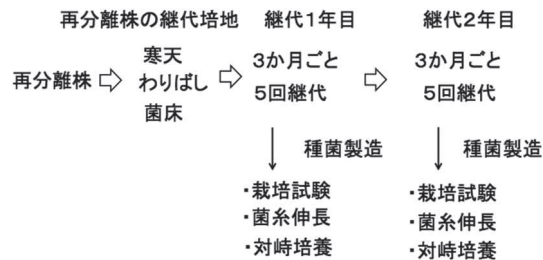 再分離株の継代培地　継代1年目　継代2年目
再分離株
寒天
わりばし
菌床
3か月ごと
5回継代
3か月ごと
5回継代
種菌製造
種菌製造
・栽培試験
・菌糸伸長
・対峙培養
・栽培試験
・菌糸伸長
・対峙培養